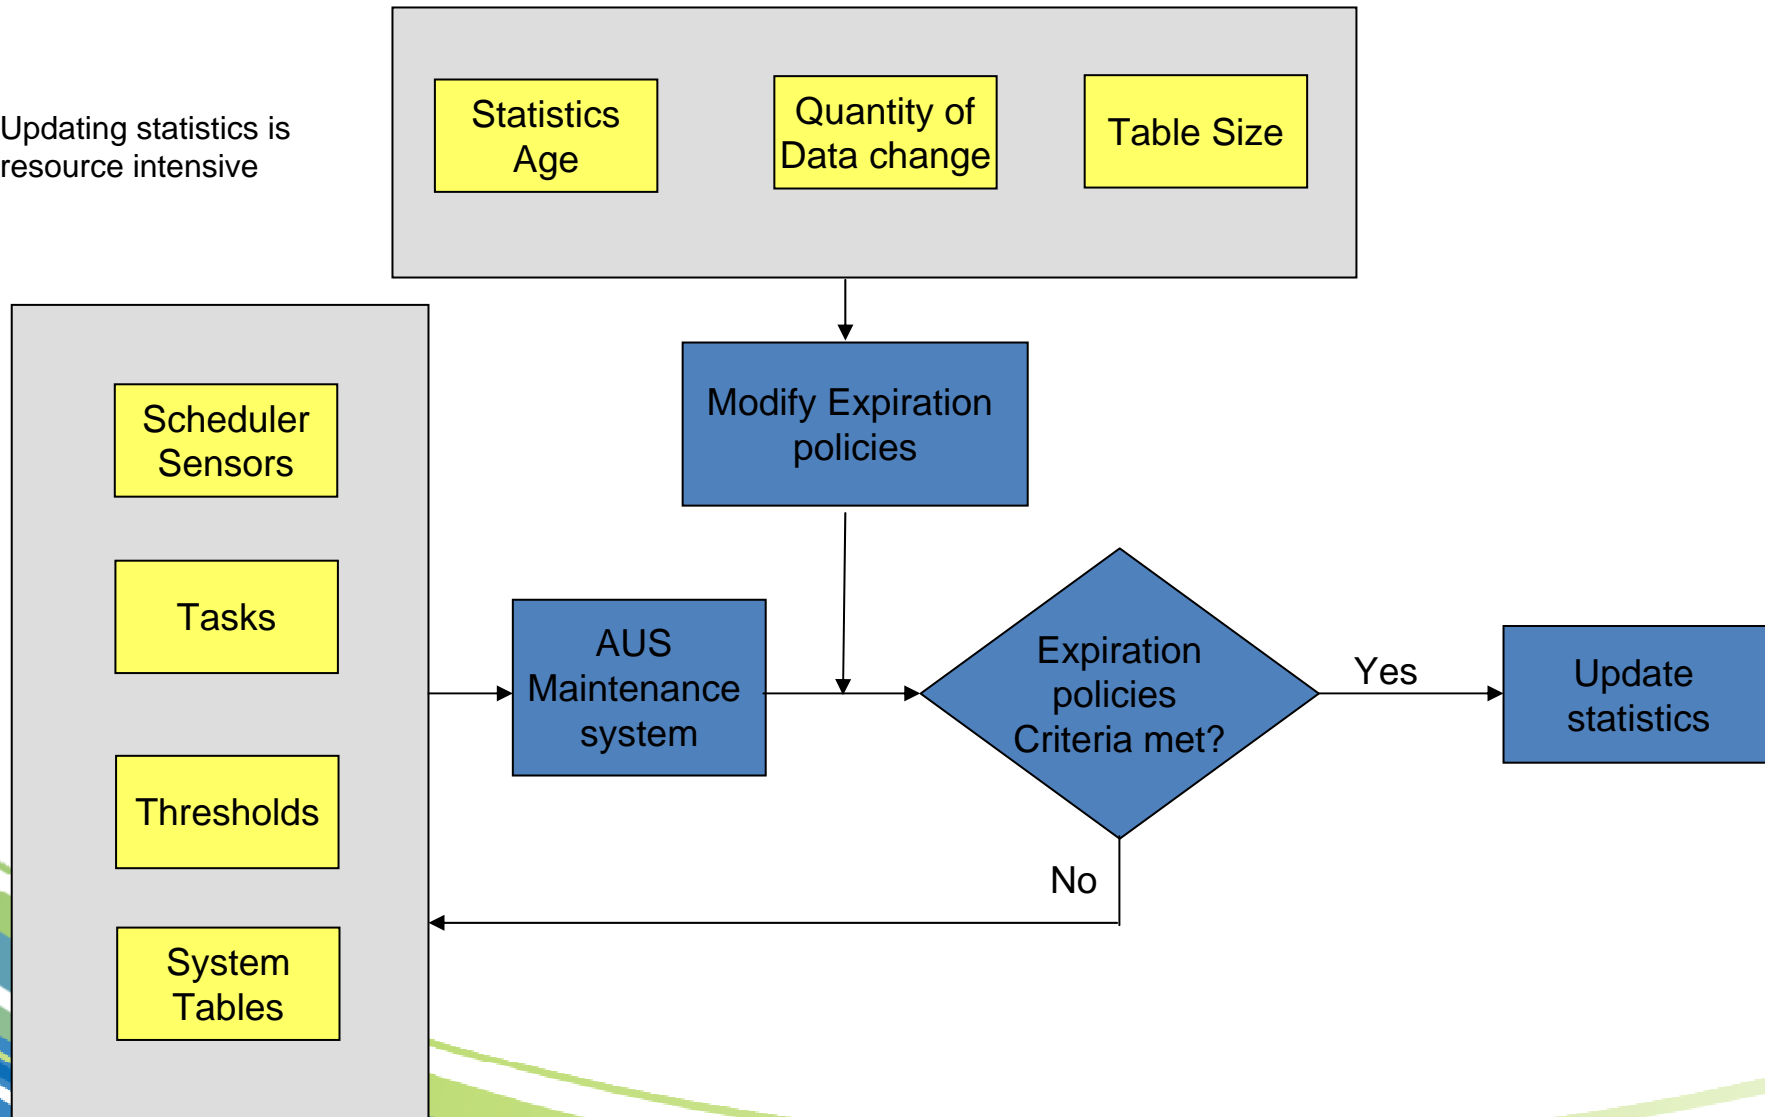 Updating statistics is
resource intensive
Statistics
Age
Quantity of
Data change
Table Size
Modify Expiration
policies
Scheduler
Sensors
Tasks
Thresholds
System
Tables
AUS
Maintenance
system
Expiration
policies
Criteria met?
Yes
No
Update
statistics